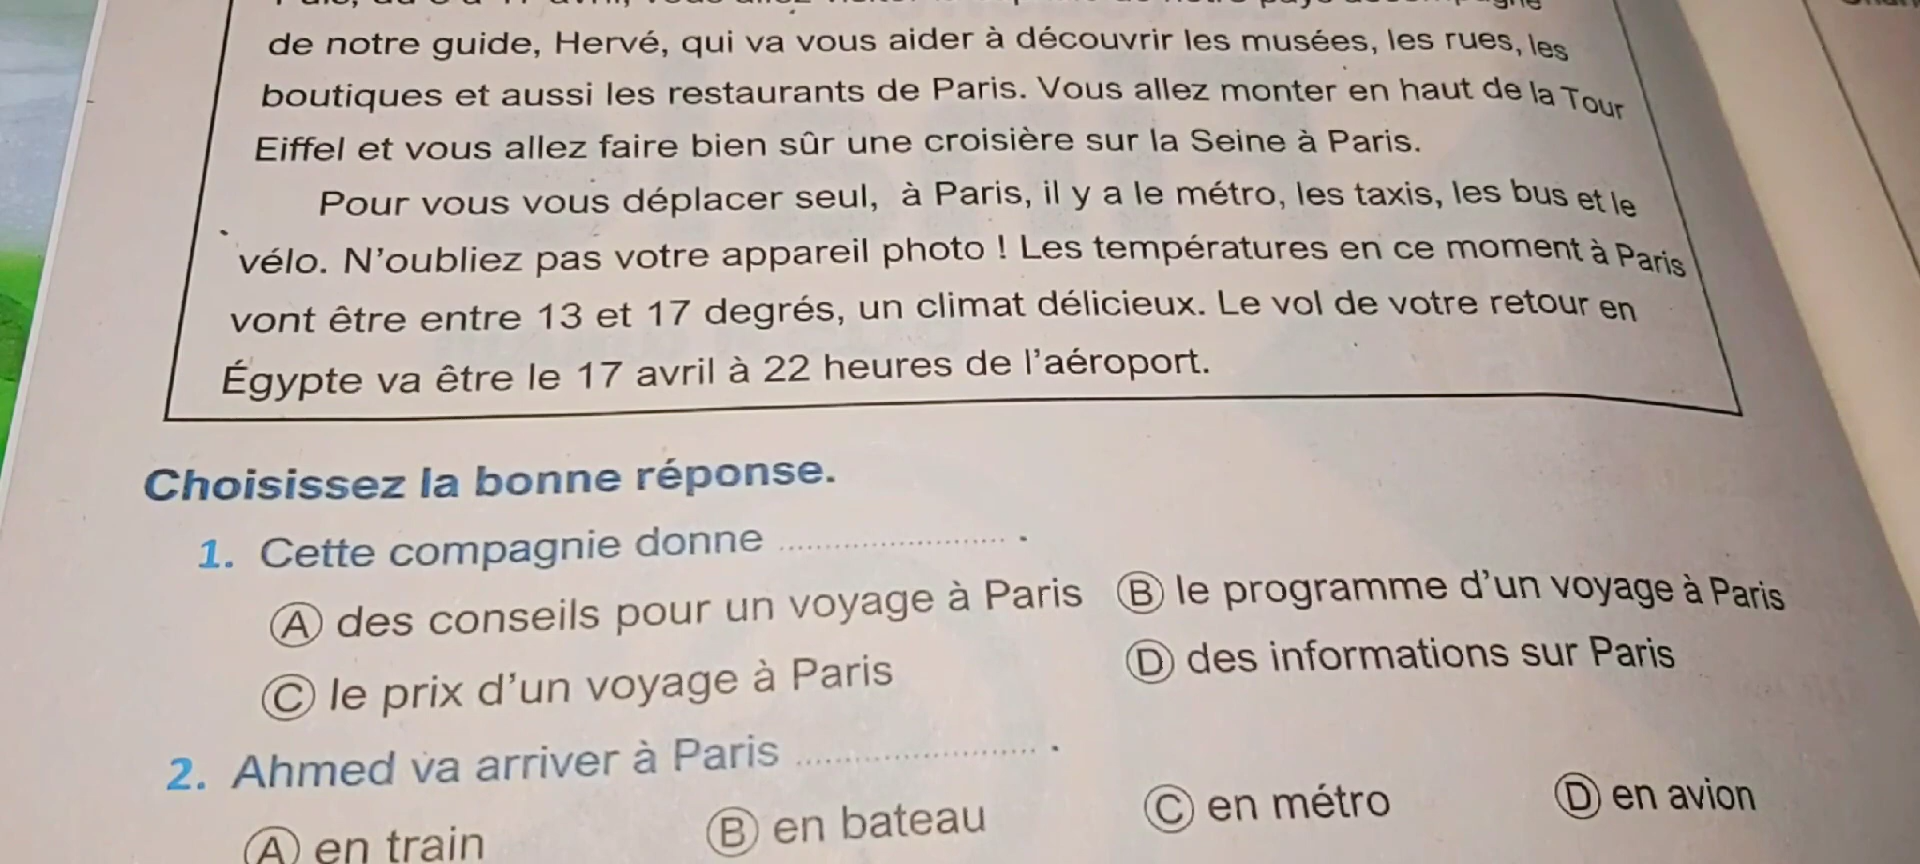 de notre guide, Hervé, qui va vous aider à découvrir les musées, les rues, les
boutiques et aussi les restaurants de Paris. Vous allez monter en haut de la Tour
Eiffel et vous allez faire bien sûr une croisière sur la Seine à Paris.
Pour vous vous déplacer seul, à Paris, il y a le métro, les taxis, les bus et le
vélo. N'oubliez pas votre appareil photo ! Les températures en ce moment à Paris
vont être entre 13 et 17 degrés, un climat délicieux. Le vol de votre retour en
Égypte va être le 17 avril à 22 heures de l'aéroport.
Choisissez la bonne réponse.
1. Cette compagnie donne ........................ .
A des conseils pour un voyage à Paris B le programme d'un voyage à Paris
C le prix d'un voyage à Paris D des informations sur Paris
2. Ahmed va arriver à Paris ........................ .
A en train B en bateau C en métro D en avion